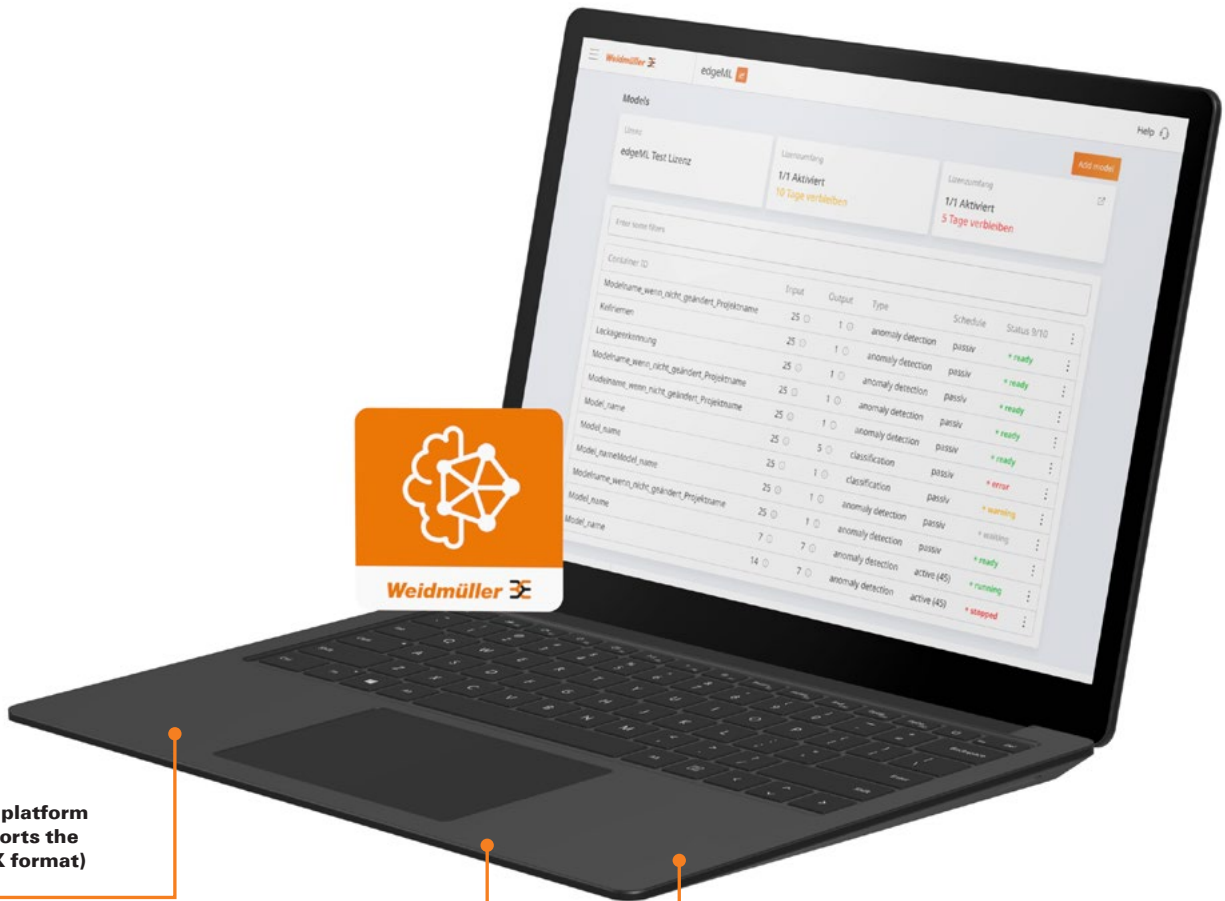 Weidmüller
edgeML
Help
Models
Add model
Lizenz
edgeML Test Lizenz
Lizenzumfang
1/1 Aktiviert
10 Tage verbleiben
Lizenzumfang
1/1 Aktiviert
5 Tage verbleiben
Enter some filters
Container ID Input Output Type Schedule Status 9/10
Modelname_wenn_nicht_geändert_Projektname 25 1 anomaly detection passiv ready
Keilriemen 25 1 anomaly detection passiv ready
Leckageerkennung 25 1 anomaly detection passiv ready
Modelname_wenn_nicht_geändert_Projektname 25 1 anomaly detection passiv ready
Modelname_wenn_nicht_geändert_Projektname 25 5 classification passiv error
Model_name 25 1 classification passiv warning
Model_name 25 1 anomaly detection passiv waiting
Model_nameModel_name 25 1 anomaly detection passiv ready
Modelname_wenn_nicht_geändert_Projektname
Model_name 7 7 anomaly detection active (45) running
Model_name 14 7 anomaly detection active (45) stopped
Weidmüller
platform
orts the
X format)